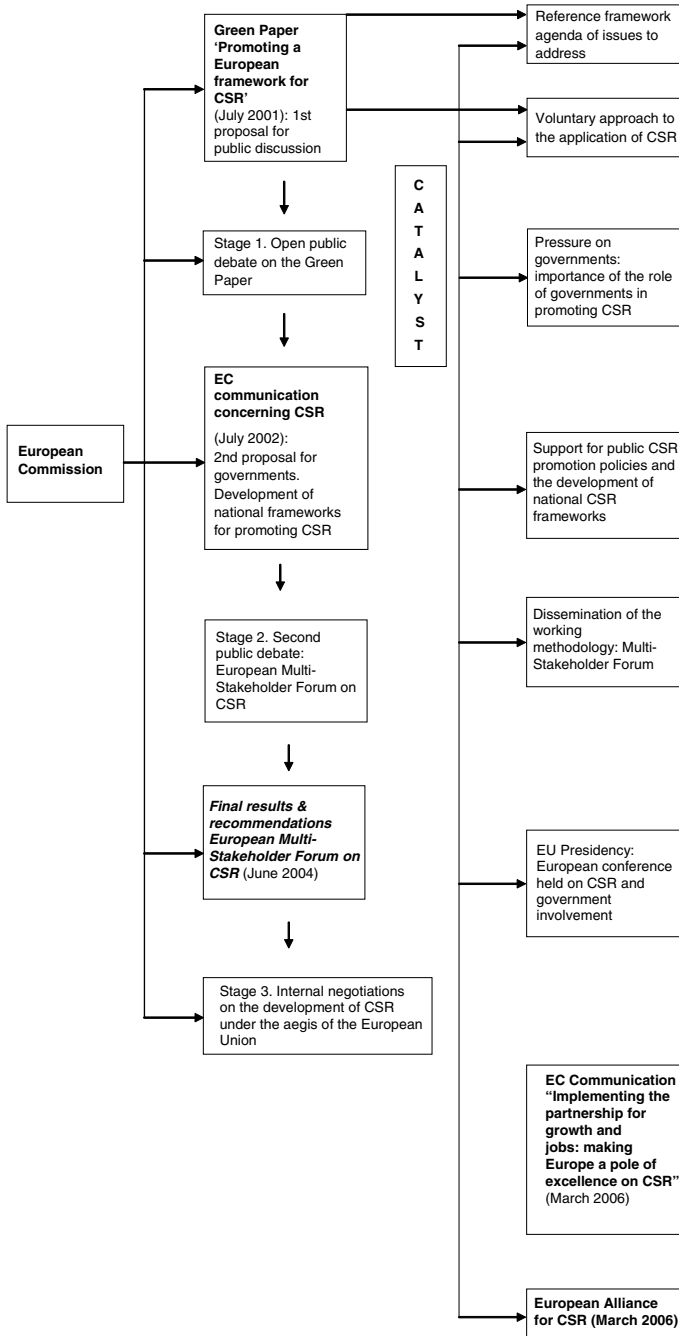 Green Paper
‘Promoting a
European
framework for
CSR’
(July 2001): 1st
proposal for
public discussion
Stage 1. Open public
debate on the Green
Paper
EC
communication
concerning CSR
(July 2002):
2nd proposal for
governments.
Development of
national frameworks
for promoting CSR
European
Commission
Stage 2. Second
public debate:
European Multi-
Stakeholder Forum on
CSR
Final results &
recommendations
European Multi-
Stakeholder Forum on
CSR (June 2004)
Stage 3. Internal negotiations
on the development of CSR
under the aegis of the European
Union
C
A
T
A
L
Y
S
T
Reference framework
agenda of issues to
address
Voluntary approach to
the application of CSR
Pressure on
governments:
importance of the role
of governments in
promoting CSR
Support for public CSR
promotion policies and
the development of
national CSR
frameworks
Dissemination of the
working
methodology: Multi-
Stakeholder Forum
EU Presidency:
European conference
held on CSR and
government
involvement
EC Communication
“Implementing the
partnership for
growth and
jobs: making
Europe a pole of
excellence on CSR”
(March 2006)
European Alliance
for CSR (March 2006)